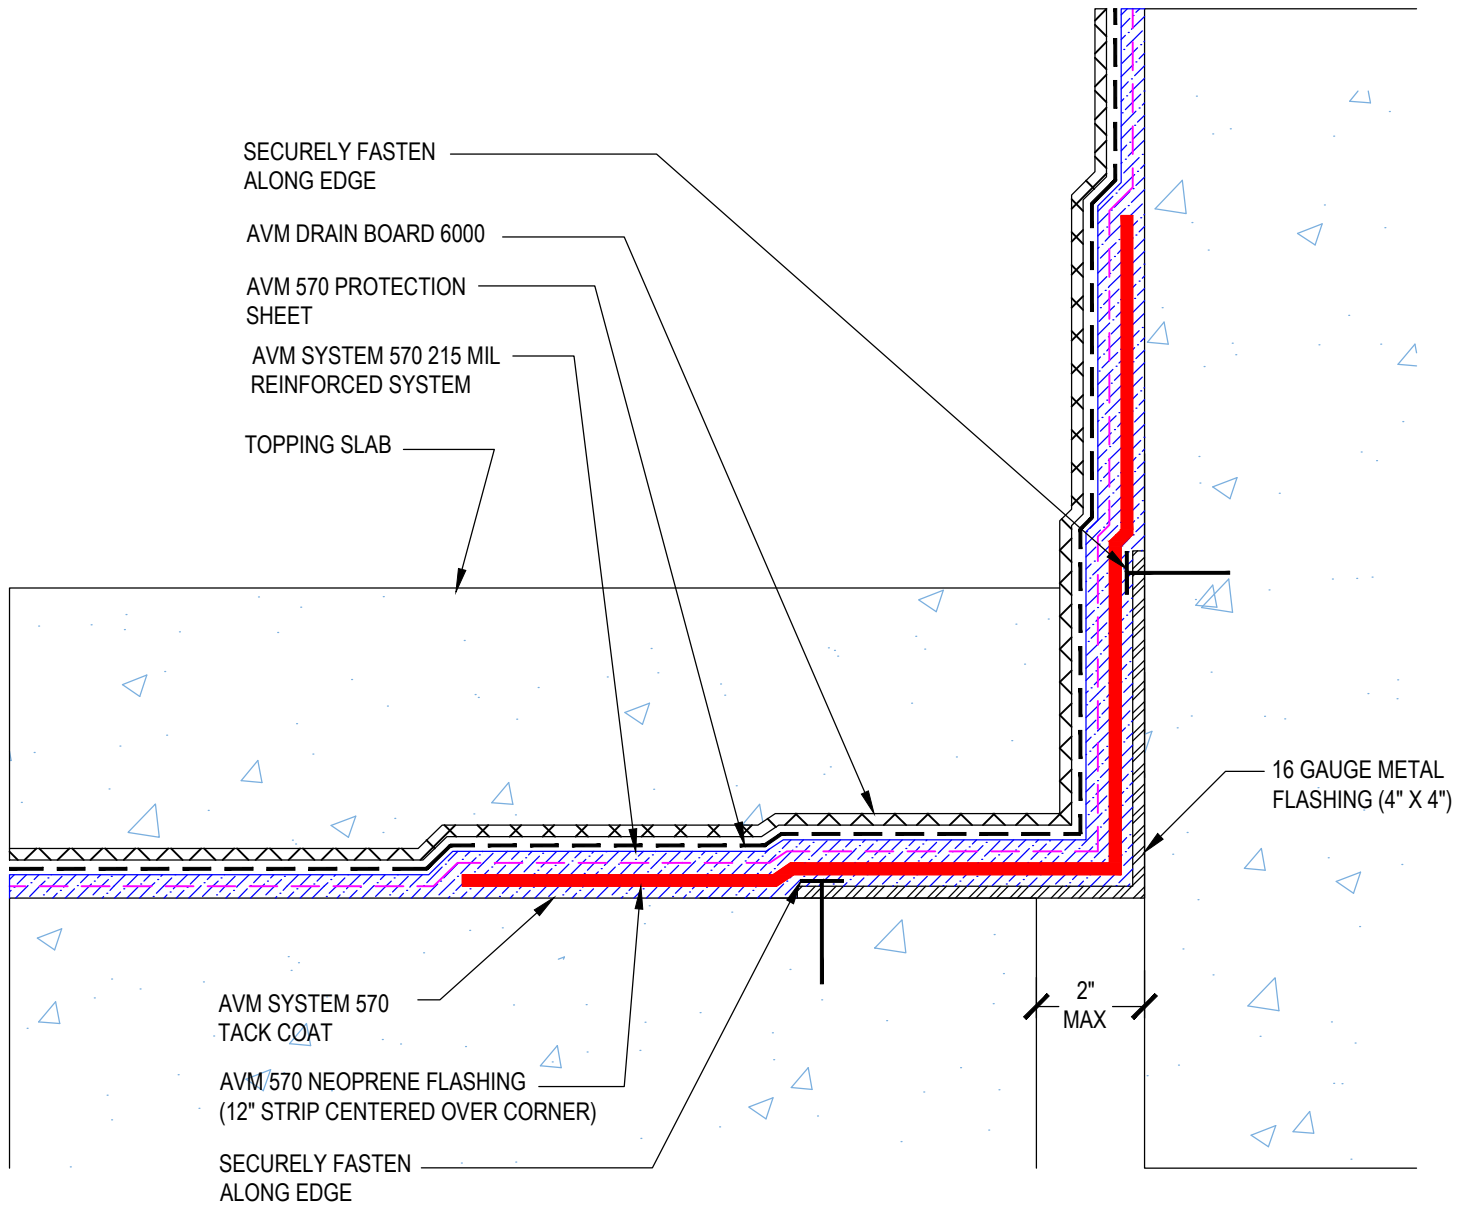 SECURELY FASTEN
ALONG EDGE
AVM DRAIN BOARD 6000
AVM 570 PROTECTION
SHEET
AVM SYSTEM 570 215 MIL
REINFORCED SYSTEM
TOPPING SLAB
16 GAUGE METAL
FLASHING (4" X 4")
2"
MAX
AVM SYSTEM 570
TACK COAT
AVM 570 NEOPRENE FLASHING
(12" STRIP CENTERED OVER CORNER)
SECURELY FASTEN
ALONG EDGE